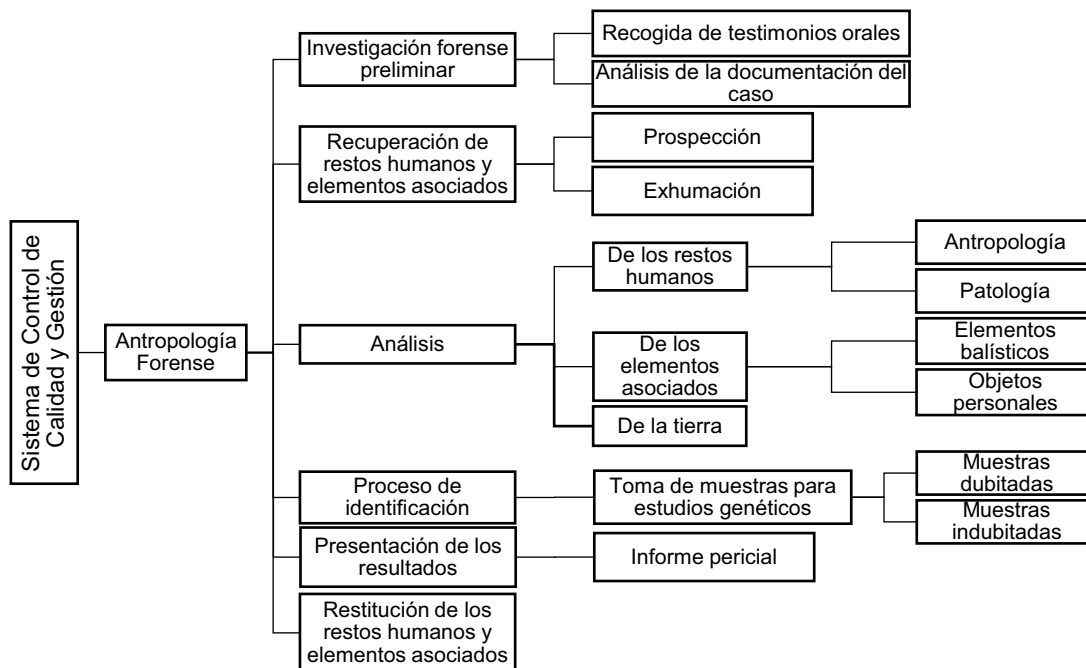 Sistema de Control de
Calidad y Gestión
Antropología
Forense
Investigación forense
preliminar
Recogida de testimonios orales
Análisis de la documentación del
caso
Recuperación de
restos humanos y
elementos asociados
Prospección
Exhumación
Análisis
De los restos
humanos
Antropología
Patología
De los
elementos
asociados
Elementos
balísticos
Objetos
personales
De la tierra
Proceso de
identificación
Toma de muestras para
estudios genéticos
Muestras
dubitadas
Muestras
indubitadas
Presentación de los
resultados
Informe pericial
Restitución de los
restos humanos y
elementos asociados